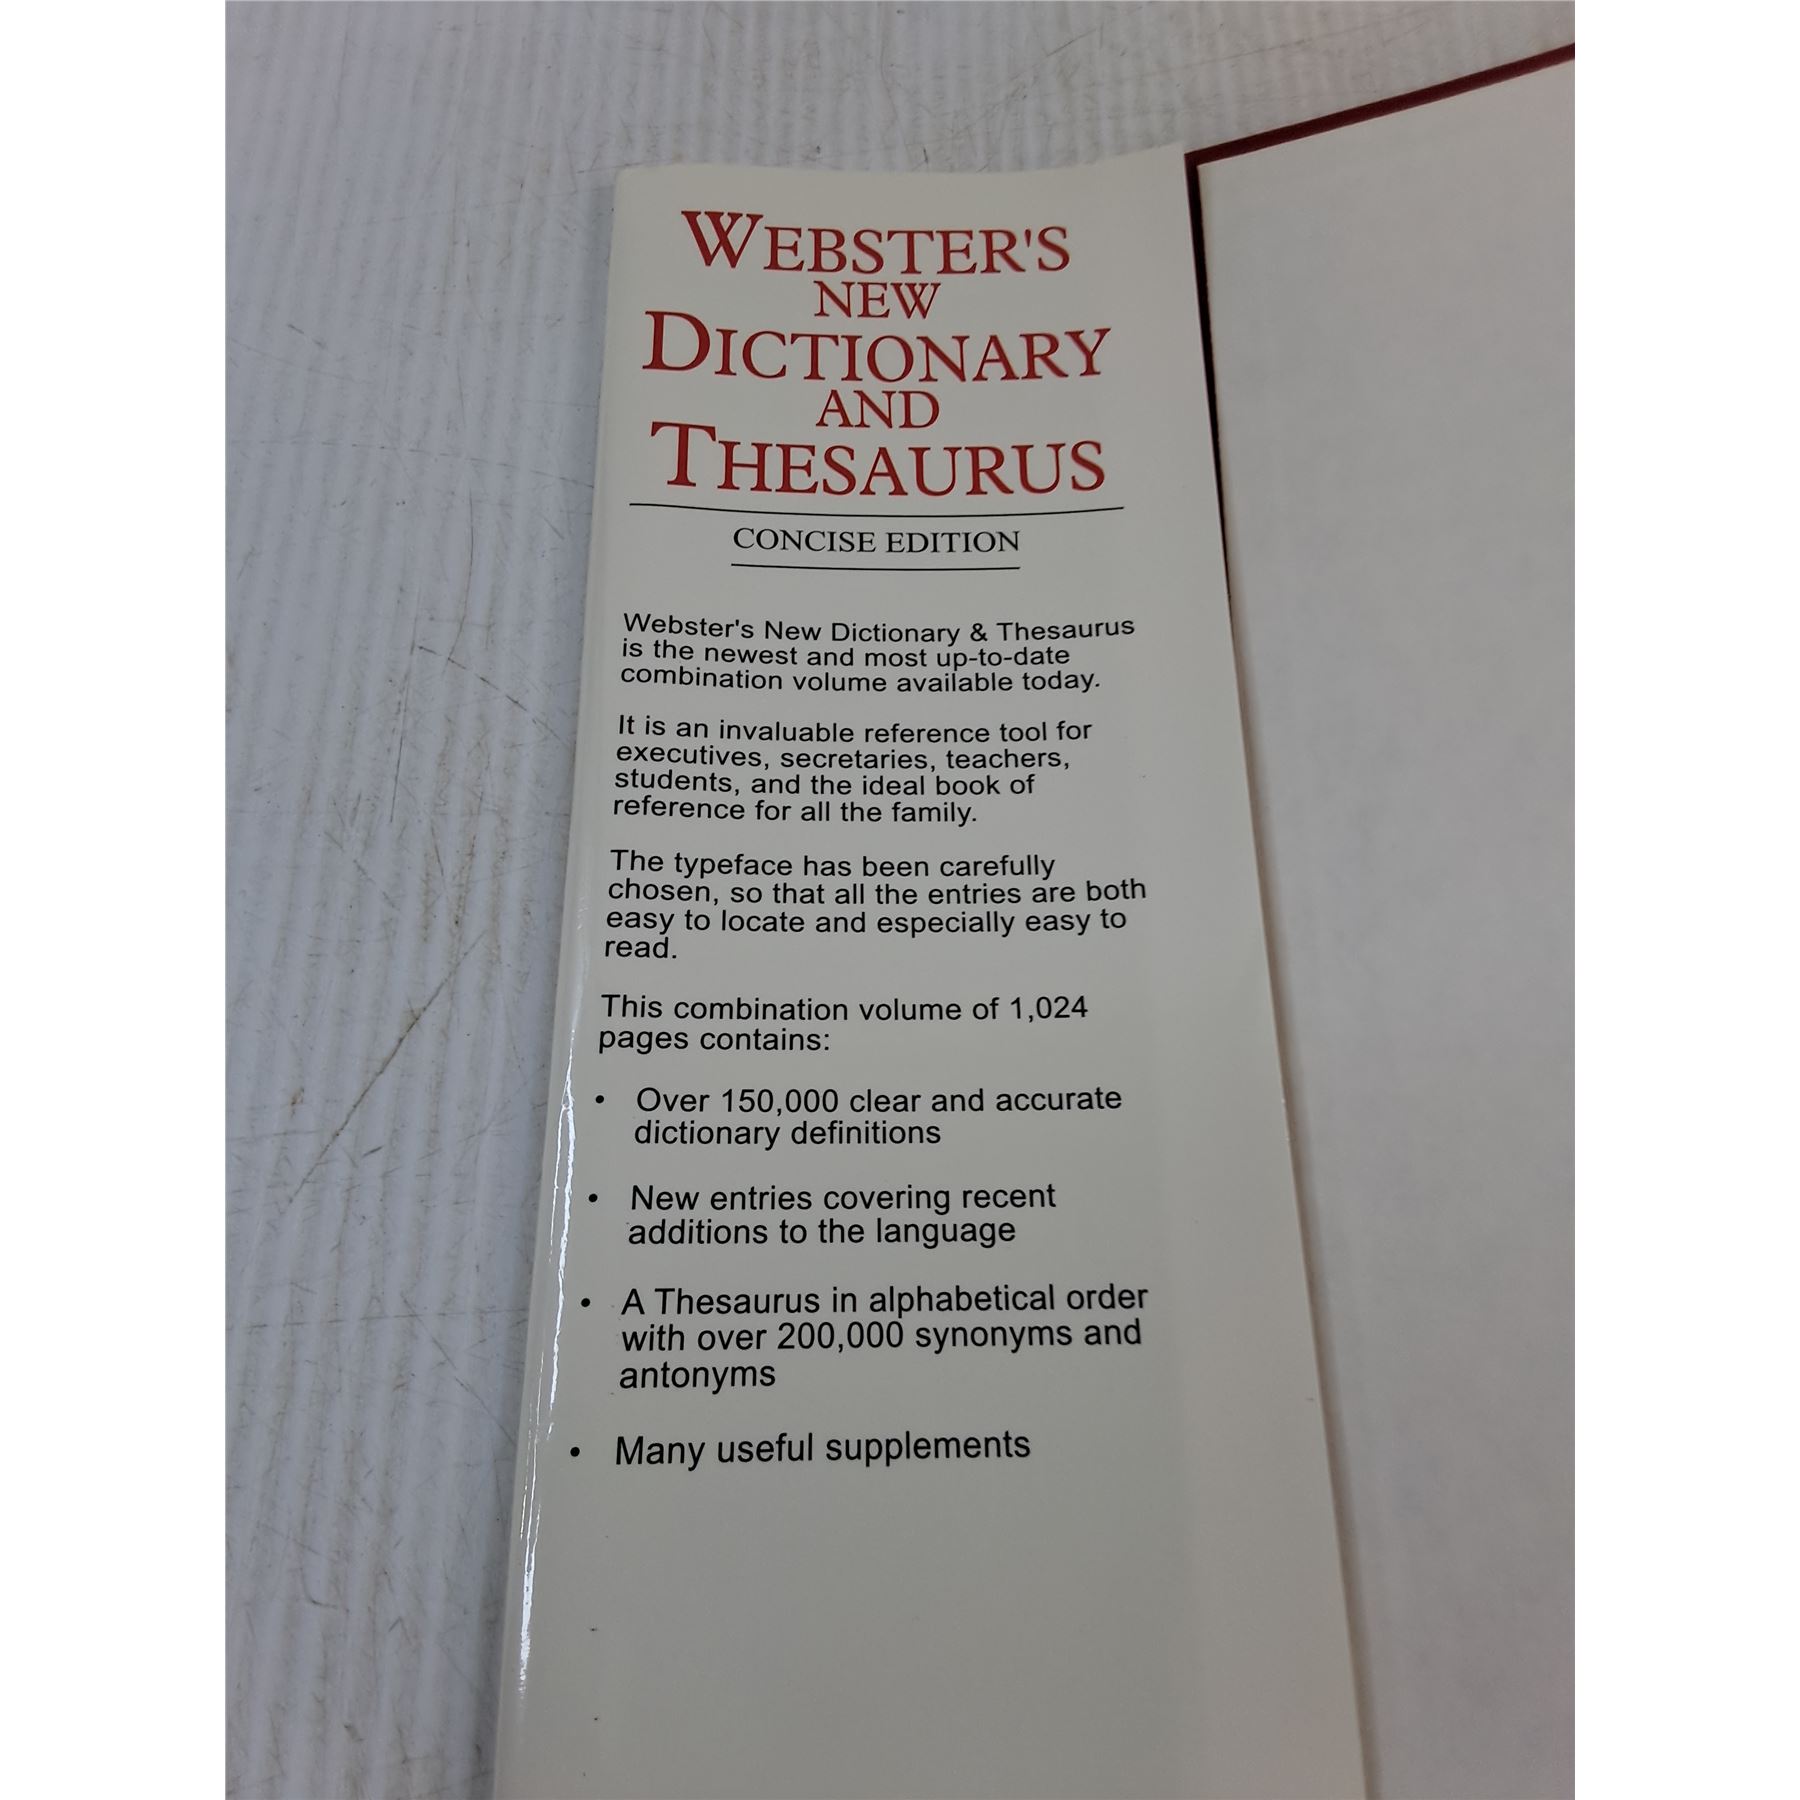 WEBSTER'S
NEW
DICTIONARY
AND
THESAURUS
CONCISE EDITION
Webster's New Dictionary & Thesaurus
is the newest and most up-to-date
combination volume available today.
It is an invaluable reference tool for
executives, secretaries, teachers,
students, and the ideal book of
reference for all the family.
The typeface has been carefully
chosen, so that all the entries are both
easy to locate and especially easy to
read.
This combination volume of 1,024
pages contains:
• Over 150,000 clear and accurate
dictionary definitions
• New entries covering recent
additions to the language
• A Thesaurus in alphabetical order
with over 200,000 synonyms and
antonyms
• Many useful supplements